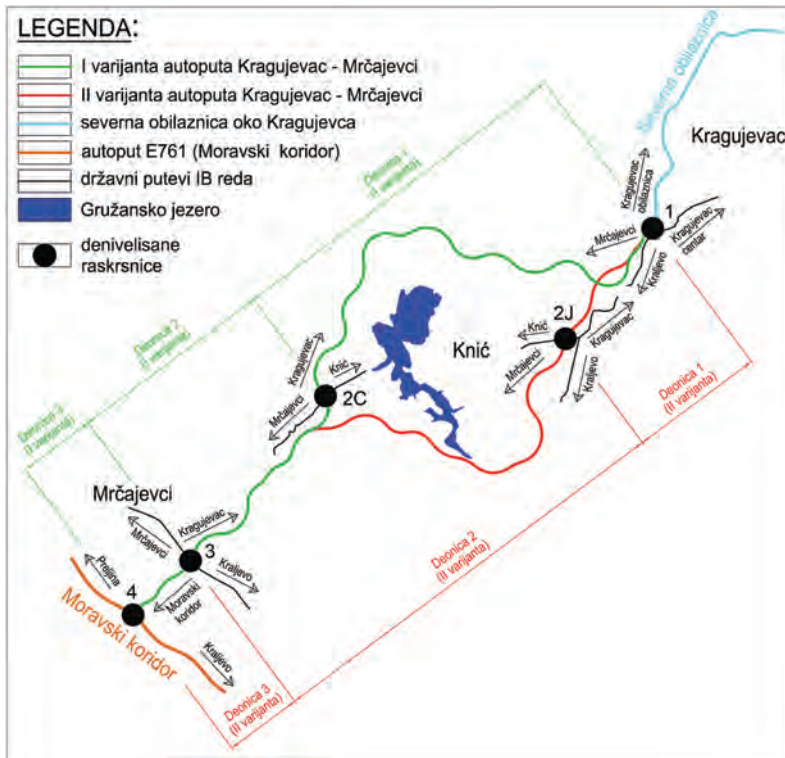 LEGENDA:
I varijanta autoputa Kragujevac - Mrčajevci
II varijanta autoputa Kragujevac - Mrčajevci
severna obilaznica oko Kragujevca
autoput E761 (Moravski koridor)
državni putevi IB reda
Gružansko jezero
denivelisane
raskrsnice
Severna obilaznica
Kragujevac
Deonica 1
(I varijanta)
Kragujevac
obilaznica
1
Mrčajevci
Kragujevac
centar
Kraljevo
2J
Knić
Kragujevac
Mrčajevci
Kraljevo
Knić
Deonica 1
(II varijanta)
Deonica 2
(I varijanta)
Kragujevac
Knić
2C
Mrčajevci
Deonica 3
(I varijanta)
Mrčajevci
Kragujevac
Mrčajevci
3
Kraljevo
Moravski
koridor
Preljina
4
Moravski koridor
Kraljevo
Deonica 2
(II varijanta)
Deonica 3
(II varijanta)